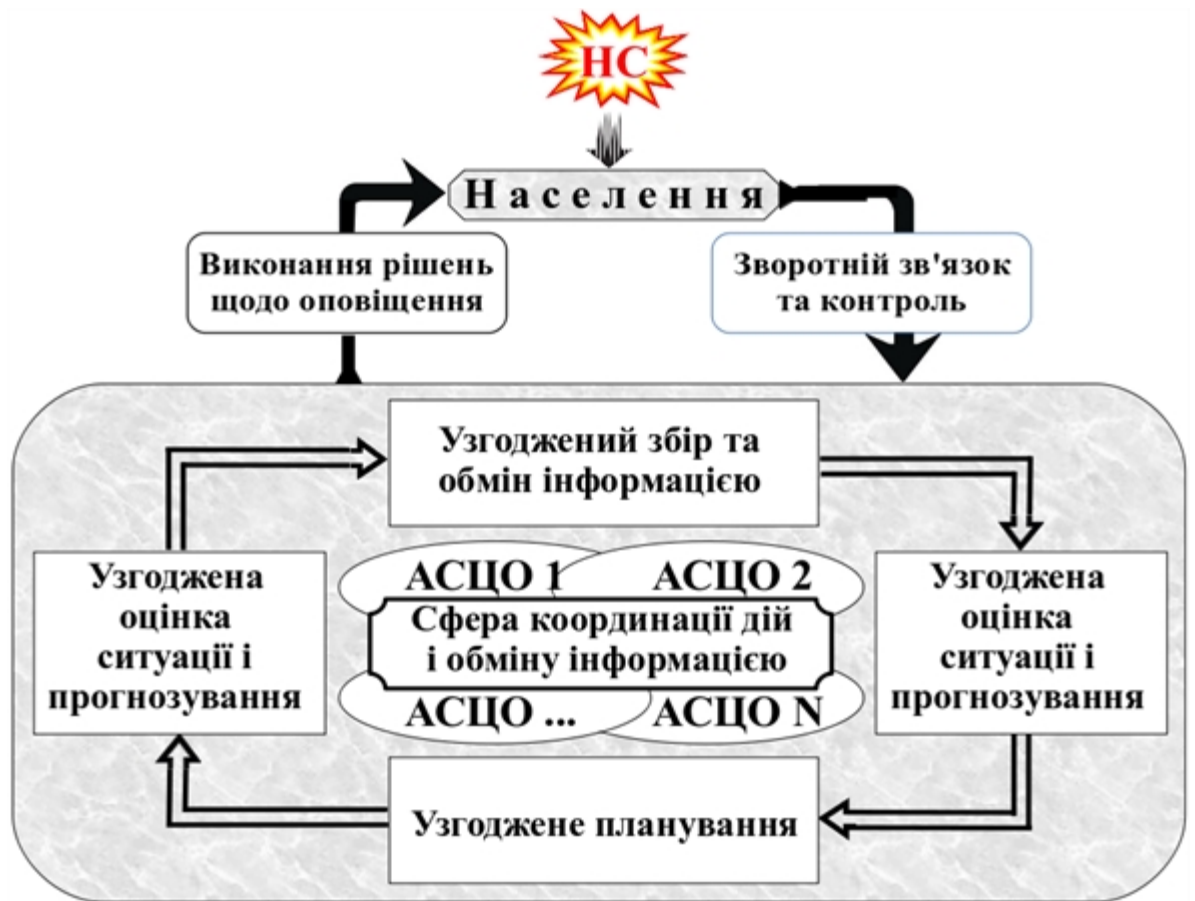 НС
Населення
Виконання рішень
щодо оповіщення
Зворотній зв'язок
та контроль
Узгоджений збір та
обмін інформацією
Узгоджена
оцінка
ситуації і
прогнозування
АСЦО 1
АСЦО 2
Сфера координації дій
і обміну інформацією
АСЦО ...
АСЦО N
Узгоджена
оцінка
ситуації і
прогнозування
Узгоджене планування